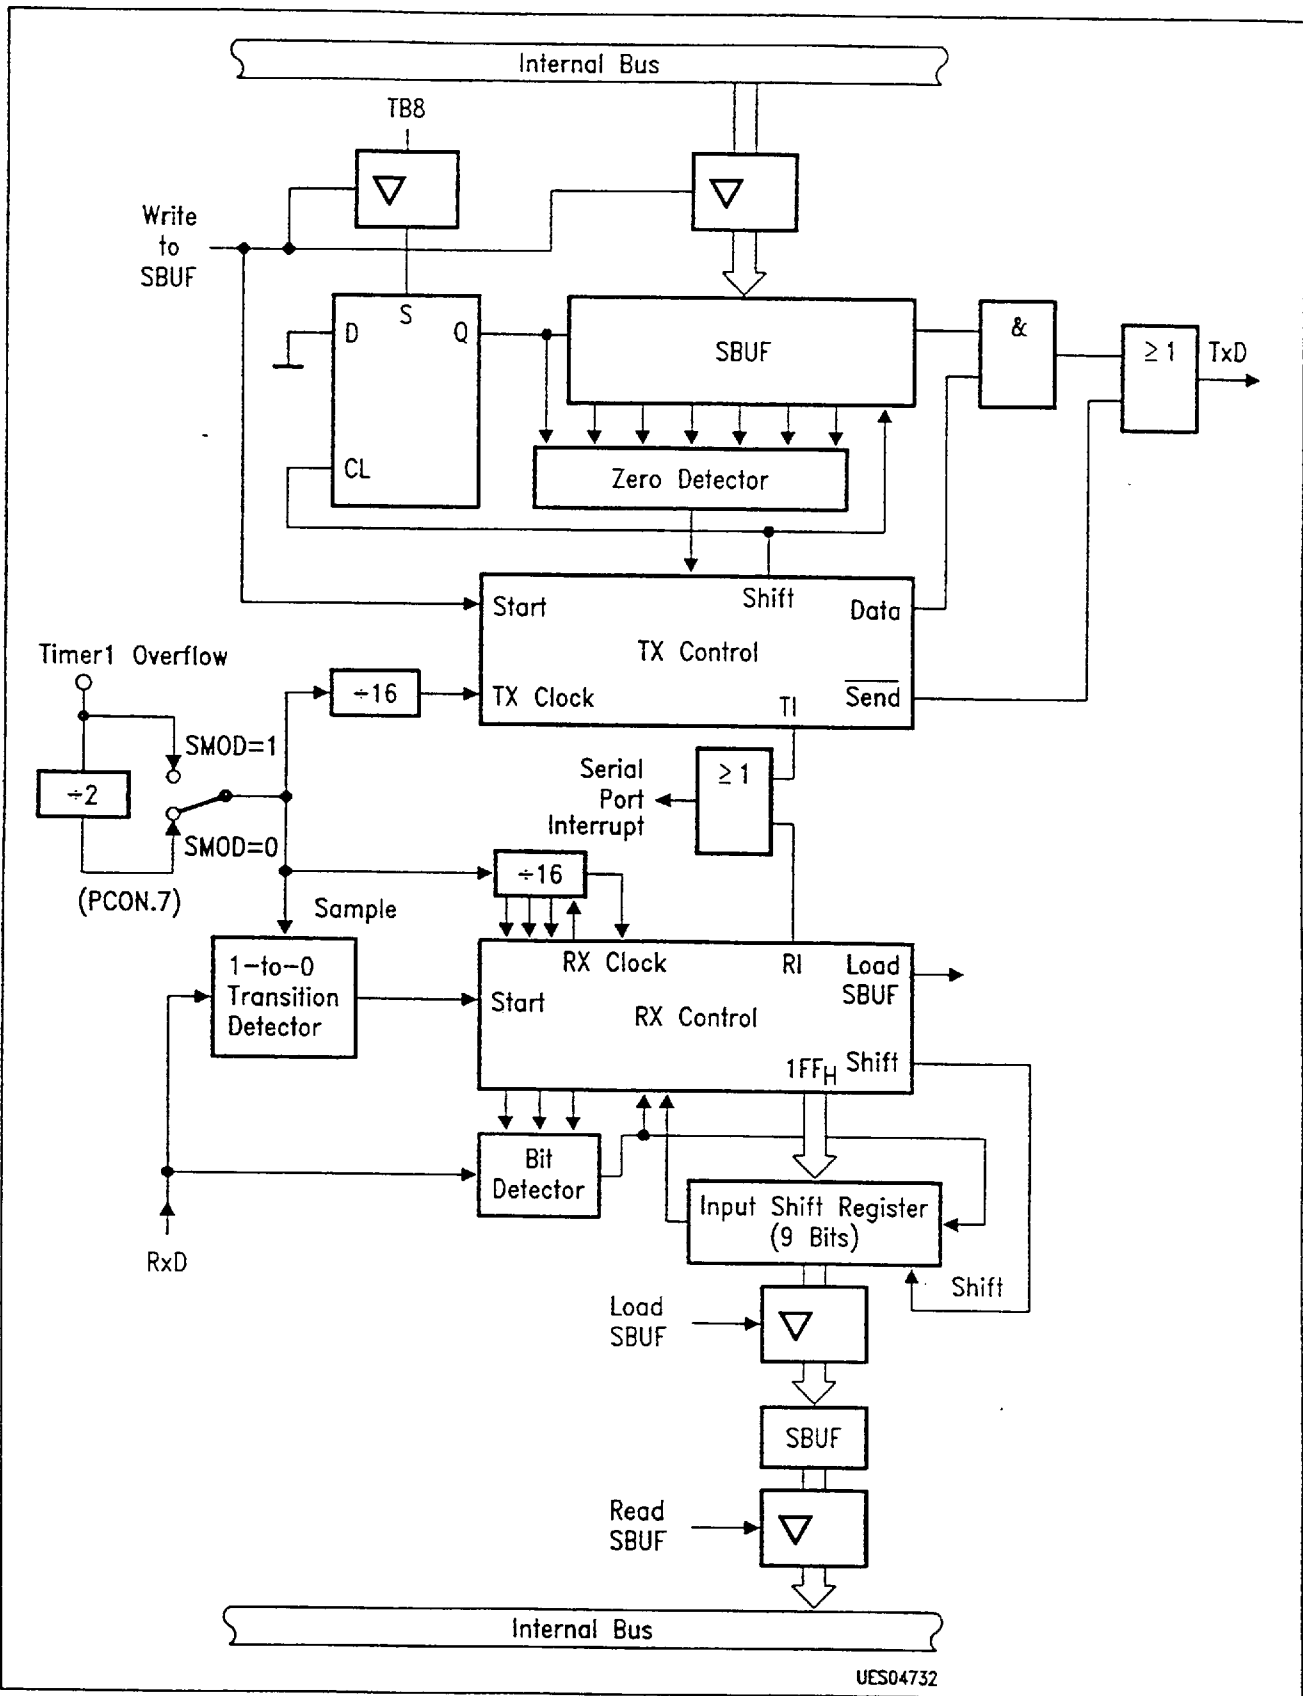 Internal Bus
TB8
Write
to
SBUF
S
D
Q
CL
SBUF
&
≥ 1
TxD
Zero Detector
Start
Shift
Data
TX Control
TX Clock
TI
Send
Timer1 Overflow
÷16
SMOD=1
÷2
SMOD=0
(PCON.7)
≥ 1
Serial
Port
Interrupt
÷16
Sample
1-to-0
Transition
Detector
RX Clock
RI
Load
SBUF
Start
RX Control
1FFH
Shift
Bit
Detector
Input Shift Register
(9 Bits)
RxD
Shift
Load
SBUF
SBUF
Read
SBUF
Internal Bus
UES04732